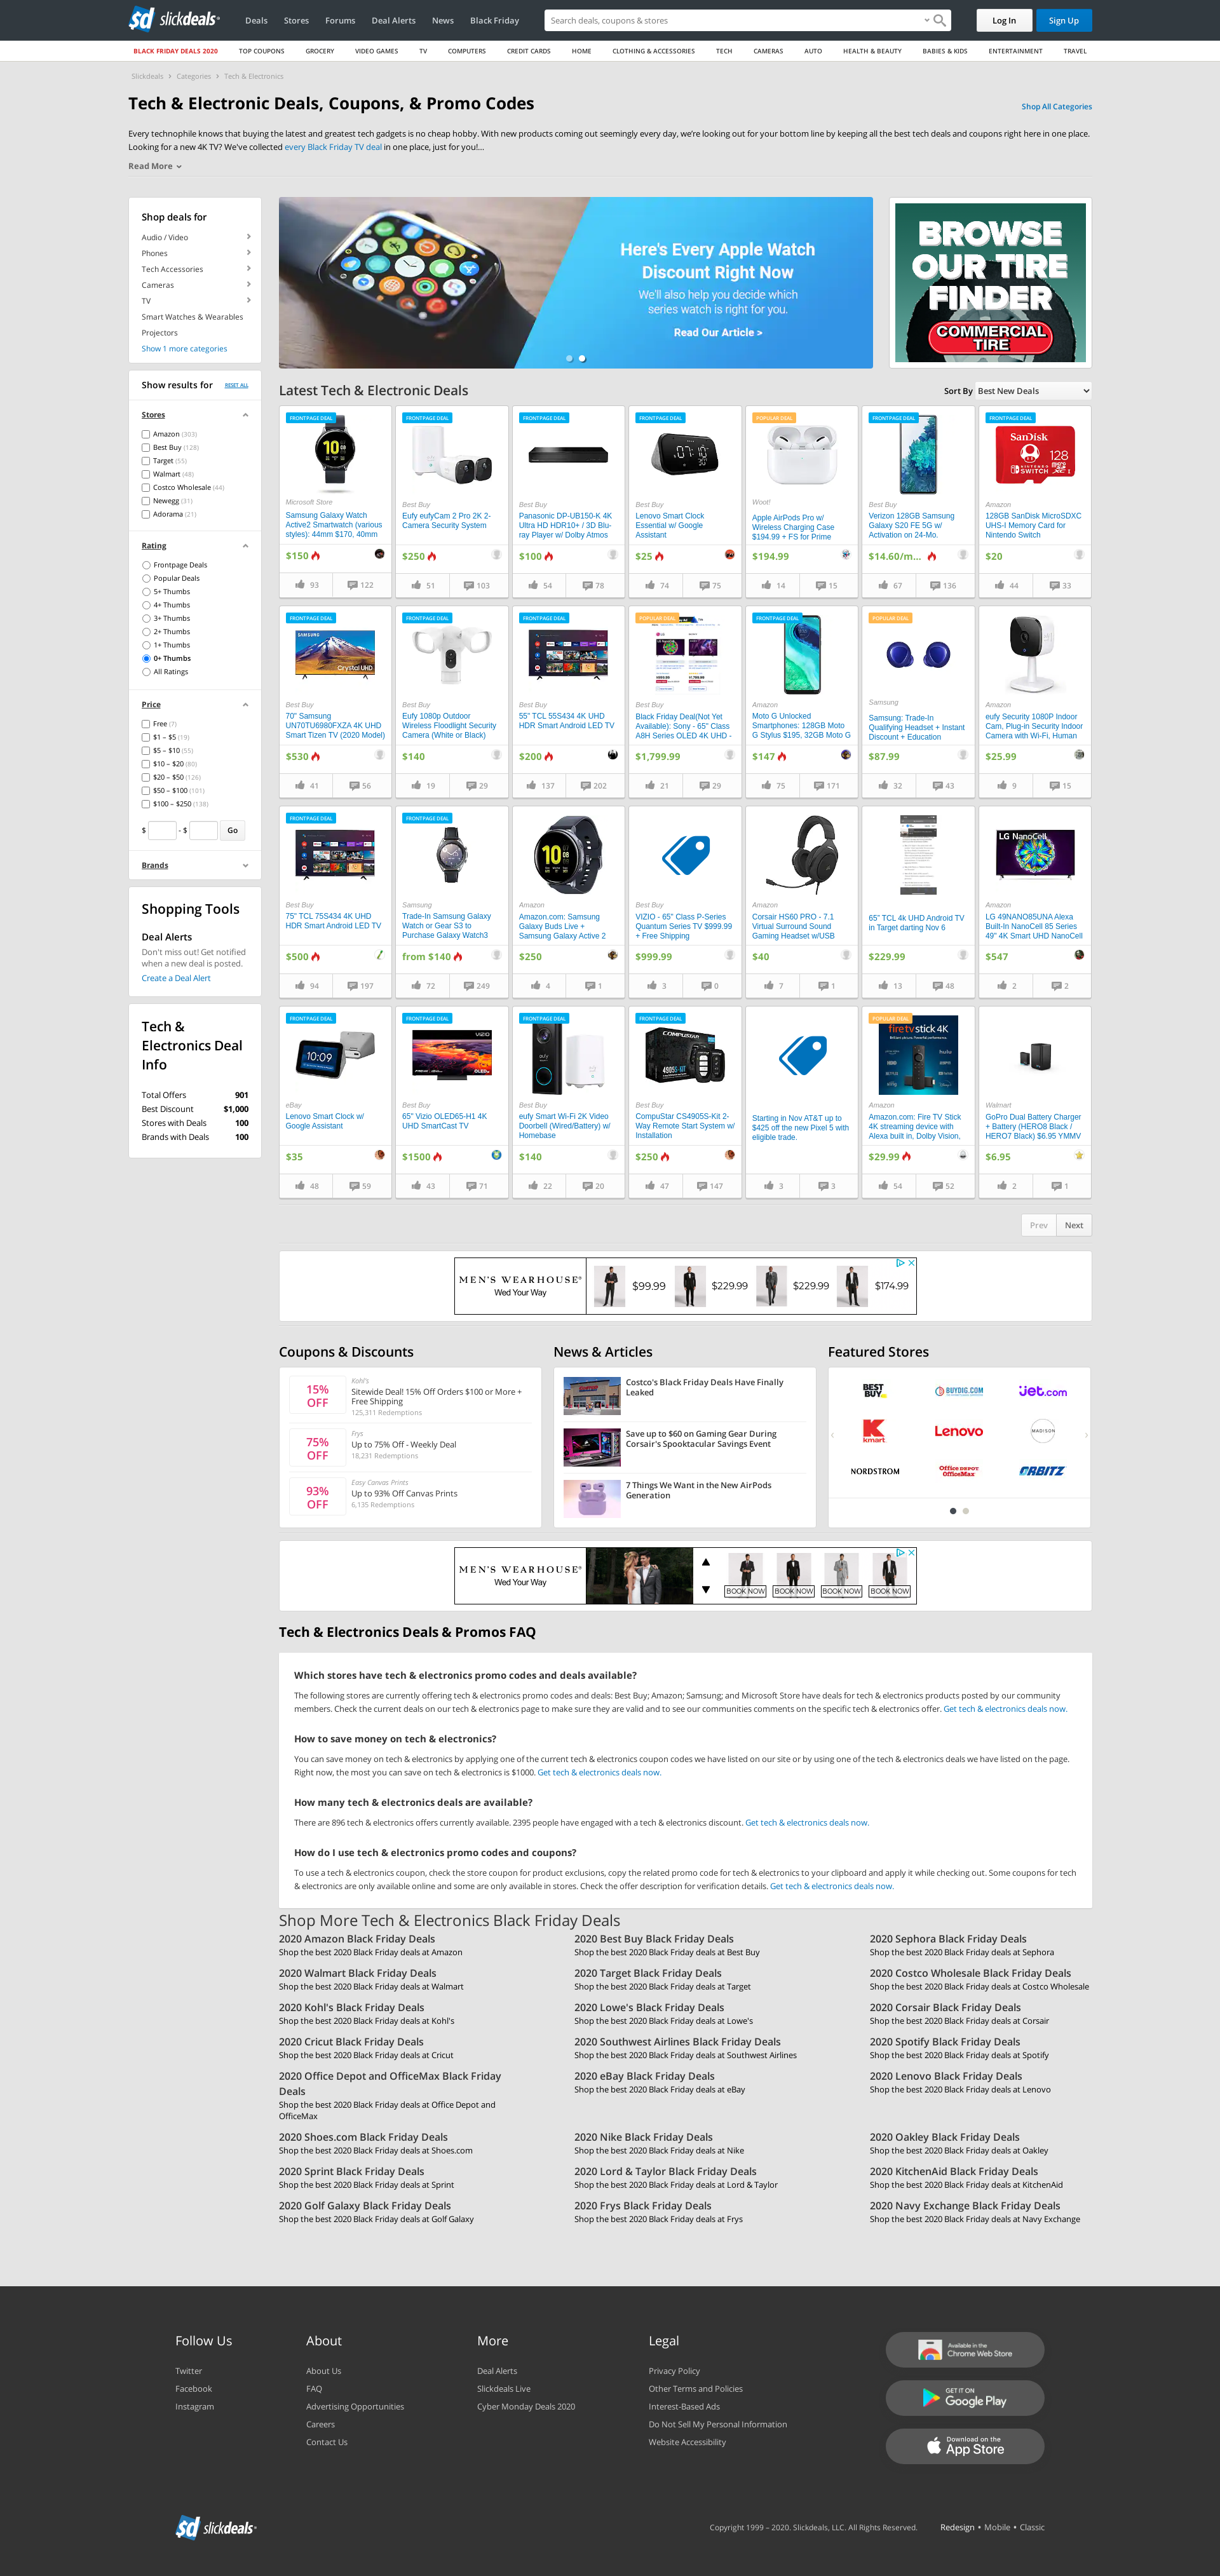 slickdeals
Deals
Stores
Forums
Deal Alerts
News
Black Friday
Search deals, coupons & stores
Log In
Sign Up
BLACK FRIDAY DEALS 2020
TOP COUPONS
GROCERY
VIDEO GAMES
TV
COMPUTERS
CREDIT CARDS
HOME
CLOTHING & ACCESSORIES
TECH
CAMERAS
AUTO
HEALTH & BEAUTY
BABIES & KIDS
ENTERTAINMENT
TRAVEL
Slickdeals › Categories › Tech & Electronics
Tech & Electronic Deals, Coupons, & Promo Codes
Shop All Categories
Every technophile knows that buying the latest and greatest tech gadgets is no cheap hobby. With new products coming out seemingly every day, we're looking out for your bottom line by keeping all the best tech deals and coupons right here in one place.
Looking for a new 4K TV? We've collected every Black Friday TV deal in one place, just for you!...
Read More
Shop deals for
Audio / Video
Phones
Tech Accessories
Cameras
TV
Smart Watches & Wearables
Projectors
Show 1 more categories
Show results for
RESET ALL
Stores
Amazon (303)
Best Buy (128)
Target (55)
Walmart (48)
Costco Wholesale (44)
Newegg (31)
Adorama (21)
Rating
Frontpage Deals
Popular Deals
5+ Thumbs
4+ Thumbs
3+ Thumbs
2+ Thumbs
1+ Thumbs
0+ Thumbs
All Ratings
Price
Free (7)
$1 – $5 (19)
$5 – $10 (55)
$10 – $20 (80)
$20 – $50 (126)
$50 – $100 (101)
$100 – $250 (138)
$ - $ Go
Brands
Shopping Tools
Deal Alerts
Don't miss out! Get notified
when a new deal is posted.
Create a Deal Alert
Tech &
Electronics Deal
Info
Total Offers 901
Best Discount $1,000
Stores with Deals 100
Brands with Deals 100
Here's Every Apple Watch
Discount Right Now
We'll also help you decide which
series watch is right for you.
Read Our Article >
BROWSE
OUR TIRE
FINDER
COMMERCIAL
TIRE
Latest Tech & Electronic Deals
Sort By Best New Deals
FRONTPAGE DEAL
Microsoft Store
Samsung Galaxy Watch
Active2 Smartwatch (various
styles): 44mm $170, 40mm
$150
93 122
FRONTPAGE DEAL
Best Buy
Eufy eufyCam 2 Pro 2K 2-
Camera Security System
$250
51 103
FRONTPAGE DEAL
Best Buy
Panasonic DP-UB150-K 4K
Ultra HD HDR10+ / 3D Blu-
ray Player w/ Dolby Atmos
$100
54 78
FRONTPAGE DEAL
Best Buy
Lenovo Smart Clock
Essential w/ Google
Assistant
$25
74 75
POPULAR DEAL
Woot!
Apple AirPods Pro w/
Wireless Charging Case
$194.99 + FS for Prime
$194.99
14 15
FRONTPAGE DEAL
Best Buy
Verizon 128GB Samsung
Galaxy S20 FE 5G w/
Activation on 24-Mo.
$14.60/m...
67 136
FRONTPAGE DEAL
SanDisk
128
Amazon
128GB SanDisk MicroSDXC
UHS-I Memory Card for
Nintendo Switch
$20
44 33
FRONTPAGE DEAL
SAMSUNG
Crystal UHD
Best Buy
70" Samsung
UN70TU6980FXZA 4K UHD
Smart Tizen TV (2020 Model)
$530
41 56
FRONTPAGE DEAL
Best Buy
Eufy 1080p Outdoor
Wireless Floodlight Security
Camera (White or Black)
$140
19 29
FRONTPAGE DEAL
Best Buy
55" TCL 55S434 4K UHD
HDR Smart Android LED TV
$200
137 202
POPULAR DEAL
Best Buy
Black Friday Deal(Not Yet
Available): Sony - 65" Class
A8H Series OLED 4K UHD -
$1,799.99
21 29
FRONTPAGE DEAL
Amazon
Moto G Unlocked
Smartphones: 128GB Moto
G Stylus $195, 32GB Moto G
$147
75 171
POPULAR DEAL
Samsung
Samsung: Trade-In
Qualifying Headset + Instant
Discount + Education
$87.99
32 43
Amazon
eufy Security 1080P Indoor
Cam, Plug-in Security Indoor
Camera with Wi-Fi, Human
$25.99
9 15
FRONTPAGE DEAL
Best Buy
75" TCL 75S434 4K UHD
HDR Smart Android LED TV
$500
94 197
FRONTPAGE DEAL
Samsung
Trade-In Samsung Galaxy
Watch or Gear S3 to
Purchase Galaxy Watch3
from $140
72 249
Amazon
Amazon.com: Samsung
Galaxy Buds Live +
Samsung Galaxy Active 2
$250
4 1
Best Buy
VIZIO - 65" Class P-Series
Quantum Series TV $999.99
+ Free Shipping
$999.99
3 0
Amazon
Corsair HS60 PRO - 7.1
Virtual Surround Sound
Gaming Headset w/USB
$40
7 1
65" TCL 4k UHD Android TV
in Target darting Nov 6
$229.99
13 48
LG NanoCell
Amazon
LG 49NANO85UNA Alexa
Built-In NanoCell 85 Series
49" 4K Smart UHD NanoCell
$547
2 2
FRONTPAGE DEAL
10:09
eBay
Lenovo Smart Clock w/
Google Assistant
$35
48 59
FRONTPAGE DEAL
VIZIO
Best Buy
65" Vizio OLED65-H1 4K
UHD SmartCast TV
$1500
43 71
FRONTPAGE DEAL
Best Buy
eufy Smart Wi-Fi 2K Video
Doorbell (Wired/Battery) w/
Homebase
$140
22 20
FRONTPAGE DEAL
COMPUSTAR
4905S-KIT
Best Buy
CompuStar CS4905S-Kit 2-
Way Remote Start System w/
Installation
$250
47 147
Starting in Nov AT&T up to
$425 off the new Pixel 5 with
eligible trade.
3 3
POPULAR DEAL
firetvstick 4K
Amazon
Amazon.com: Fire TV Stick
4K streaming device with
Alexa built in, Dolby Vision,
$29.99
54 52
Walmart
GoPro Dual Battery Charger
+ Battery (HERO8 Black /
HERO7 Black) $6.95 YMMV
$6.95
2 1
Prev Next
MEN'S WEARHOUSE®
Wed Your Way
$99.99 $229.99 $229.99 $174.99
Coupons & Discounts
15%
OFF
Kohl's
Sitewide Deal! 15% Off Orders $100 or More +
Free Shipping
125,311 Redemptions
75%
OFF
Frys
Up to 75% Off - Weekly Deal
18,231 Redemptions
93%
OFF
Easy Canvas Prints
Up to 93% Off Canvas Prints
6,135 Redemptions
News & Articles
Costco's Black Friday Deals Have Finally
Leaked
Save up to $60 on Gaming Gear During
Corsair's Spooktacular Savings Event
7 Things We Want in the New AirPods
Generation
Featured Stores
BEST BUY
BUYDIG.COM
Jet.com
Kmart
Lenovo
MADISON
NORDSTROM
Office DEPOT
OfficeMax
ORBITZ
MEN'S WEARHOUSE®
Wed Your Way
BOOK NOW BOOK NOW BOOK NOW BOOK NOW
Tech & Electronics Deals & Promos FAQ
Which stores have tech & electronics promo codes and deals available?
The following stores are currently offering tech & electronics promo codes and deals: Best Buy; Amazon; Samsung; and Microsoft Store have deals for tech & electronics products posted by our community
members. Check the current deals on our tech & electronics page to make sure they are valid and to see our communities comments on the specific tech & electronics offer. Get tech & electronics deals now.
How to save money on tech & electronics?
You can save money on tech & electronics by applying one of the current tech & electronics coupon codes we have listed on our site or by using one of the tech & electronics deals we have listed on the page.
Right now, the most you can save on tech & electronics is $1000. Get tech & electronics deals now.
How many tech & electronics deals are available?
There are 896 tech & electronics offers currently available. 2395 people have engaged with a tech & electronics discount. Get tech & electronics deals now.
How do I use tech & electronics promo codes and coupons?
To use a tech & electronics coupon, check the store coupon for product exclusions, copy the related promo code for tech & electronics to your clipboard and apply it while checking out. Some coupons for tech
& electronics are only available online and some are only available in stores. Check the offer description for verification details. Get tech & electronics deals now.
Shop More Tech & Electronics Black Friday Deals
2020 Amazon Black Friday Deals
Shop the best 2020 Black Friday deals at Amazon
2020 Best Buy Black Friday Deals
Shop the best 2020 Black Friday deals at Best Buy
2020 Sephora Black Friday Deals
Shop the best 2020 Black Friday deals at Sephora
2020 Walmart Black Friday Deals
Shop the best 2020 Black Friday deals at Walmart
2020 Target Black Friday Deals
Shop the best 2020 Black Friday deals at Target
2020 Costco Wholesale Black Friday Deals
Shop the best 2020 Black Friday deals at Costco Wholesale
2020 Kohl's Black Friday Deals
Shop the best 2020 Black Friday deals at Kohl's
2020 Lowe's Black Friday Deals
Shop the best 2020 Black Friday deals at Lowe's
2020 Corsair Black Friday Deals
Shop the best 2020 Black Friday deals at Corsair
2020 Cricut Black Friday Deals
Shop the best 2020 Black Friday deals at Cricut
2020 Southwest Airlines Black Friday Deals
Shop the best 2020 Black Friday deals at Southwest Airlines
2020 Spotify Black Friday Deals
Shop the best 2020 Black Friday deals at Spotify
2020 Office Depot and OfficeMax Black Friday
Deals
Shop the best 2020 Black Friday deals at Office Depot and
OfficeMax
2020 eBay Black Friday Deals
Shop the best 2020 Black Friday deals at eBay
2020 Lenovo Black Friday Deals
Shop the best 2020 Black Friday deals at Lenovo
2020 Shoes.com Black Friday Deals
Shop the best 2020 Black Friday deals at Shoes.com
2020 Nike Black Friday Deals
Shop the best 2020 Black Friday deals at Nike
2020 Oakley Black Friday Deals
Shop the best 2020 Black Friday deals at Oakley
2020 Sprint Black Friday Deals
Shop the best 2020 Black Friday deals at Sprint
2020 Lord & Taylor Black Friday Deals
Shop the best 2020 Black Friday deals at Lord & Taylor
2020 KitchenAid Black Friday Deals
Shop the best 2020 Black Friday deals at KitchenAid
2020 Golf Galaxy Black Friday Deals
Shop the best 2020 Black Friday deals at Golf Galaxy
2020 Frys Black Friday Deals
Shop the best 2020 Black Friday deals at Frys
2020 Navy Exchange Black Friday Deals
Shop the best 2020 Black Friday deals at Navy Exchange
Follow Us
Twitter
Facebook
Instagram
About
About Us
FAQ
Advertising Opportunities
Careers
Contact Us
More
Deal Alerts
Slickdeals Live
Cyber Monday Deals 2020
Legal
Privacy Policy
Other Terms and Policies
Interest-Based Ads
Do Not Sell My Personal Information
Website Accessibility
Available in the
Chrome Web Store
GET IT ON
Google Play
Download on the
App Store
slickdeals
Copyright 1999 – 2020. Slickdeals, LLC. All Rights Reserved.
Redesign • Mobile • Classic